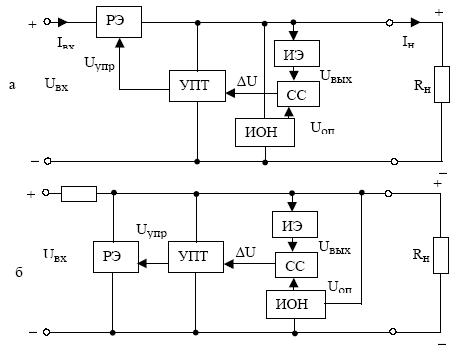 + РЭ Iвх Iн +
Uупр ИЭ
Uвх Uвых
а УПТ ΔU СС Rн
ИОН Uоп
− −
+ +
Uупр ИЭ
Uвх РЭ УПТ ΔU Uвых Rн
б СС
ИОН Uоп
− −